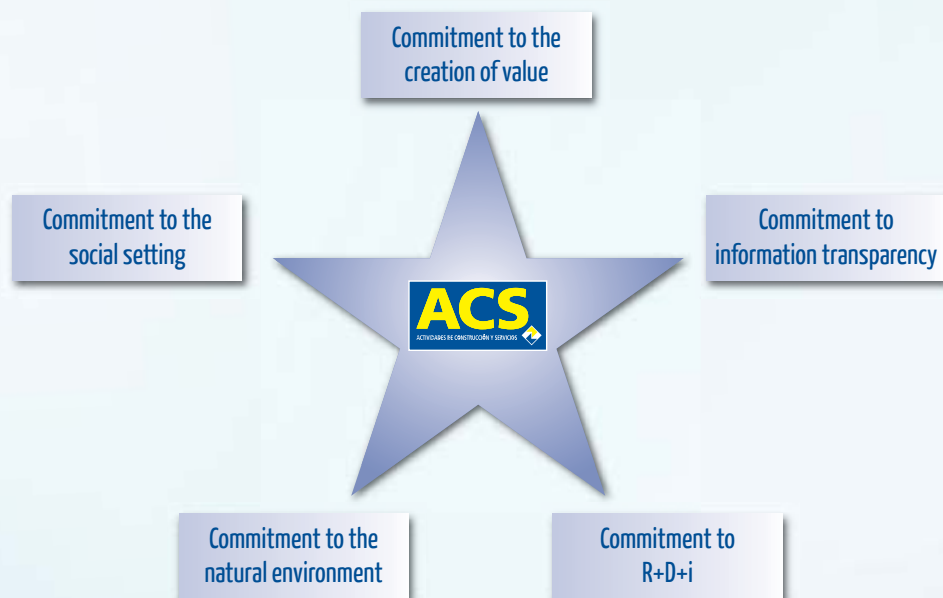 Commitment to the
creation of value
Commitment to the
social setting
Commitment to
information transparency
ACS
ACTIVIDADES DE CONSTRUCCIÓN Y SERVICIOS
Commitment to the
natural environment
Commitment to
R+D+i